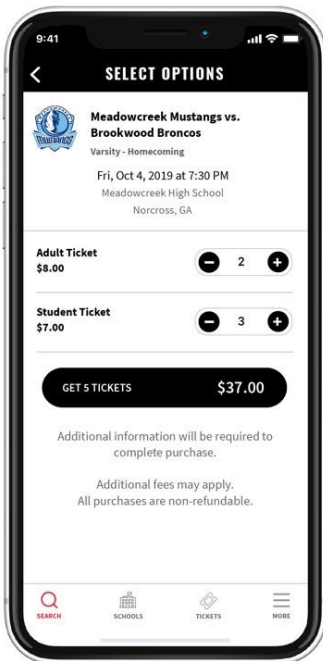 9:41
SELECT OPTIONS
MUSTANGS
Meadowcreek Mustangs vs.
Brookwood Broncos
Varsity - Homecoming
Fri, Oct 4, 2019 at 7:30 PM
Meadowcreek High School
Norcross, GA
Adult Ticket
$8.00
2
Student Ticket
$7.00
3
GET 5 TICKETS $37.00
Additional information will be required to
complete purchase.
Additional fees may apply.
All purchases are non-refundable.
SEARCH SCHOOLS TICKETS MORE